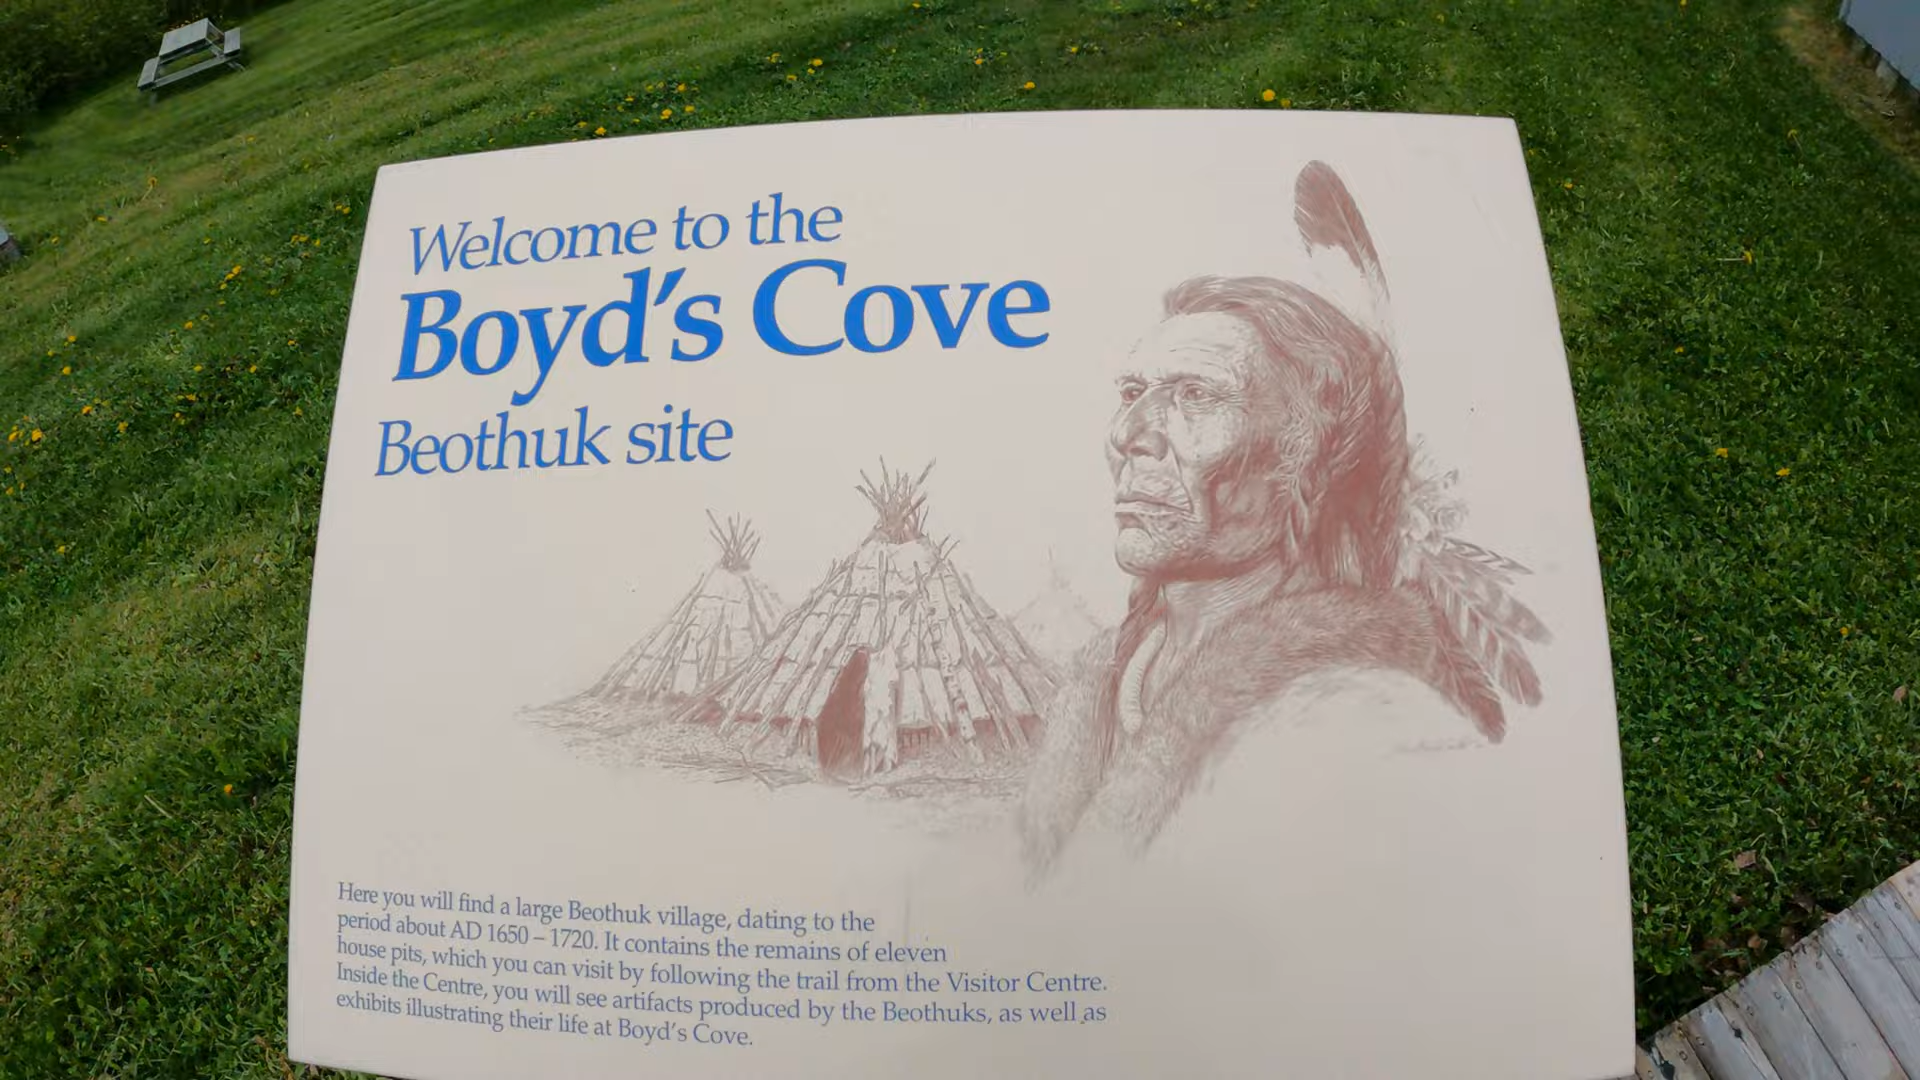 Welcome to the
Boyd's Cove
Beothuk site
Here you will find a large Beothuk village, dating to the
period about AD 1650 – 1720. It contains the remains of eleven
house pits, which you can visit by following the trail from the Visitor Centre.
Inside the Centre, you will see artifacts produced by the Beothuks, as well as
exhibits illustrating their life at Boyd's Cove.